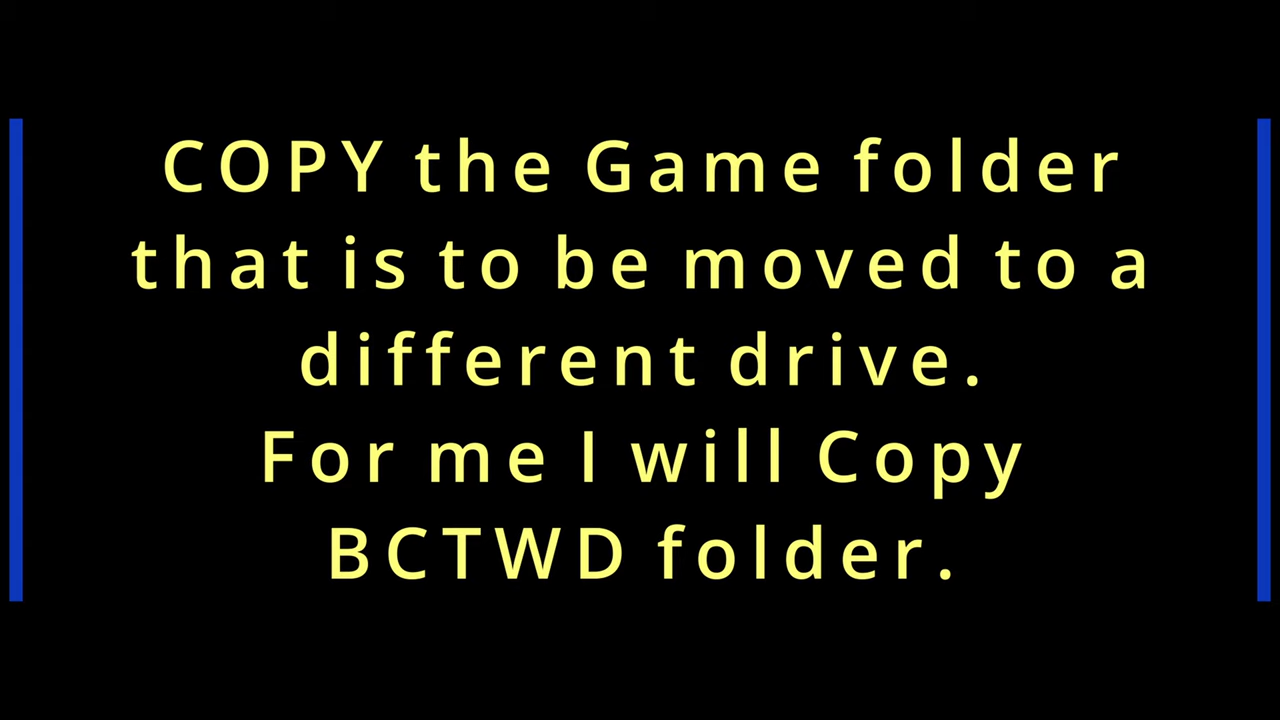 COPY the Game folder
that is to be moved to a
different drive.
For me I will Copy
BCTWD folder.